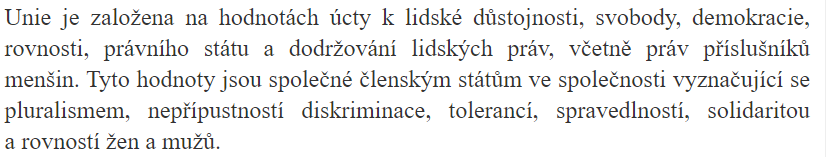 Unie je založena na hodnotách úcty k lidské důstojnosti, svobody, demokracie,
rovnosti, právního státu a dodržování lidských práv, včetně práv příslušníků
menšin. Tyto hodnoty jsou společné členským státům ve společnosti vyznačující se
pluralismem, nepřípustností diskriminace, tolerancí, spravedlností, solidaritou
a rovností žen a mužů.